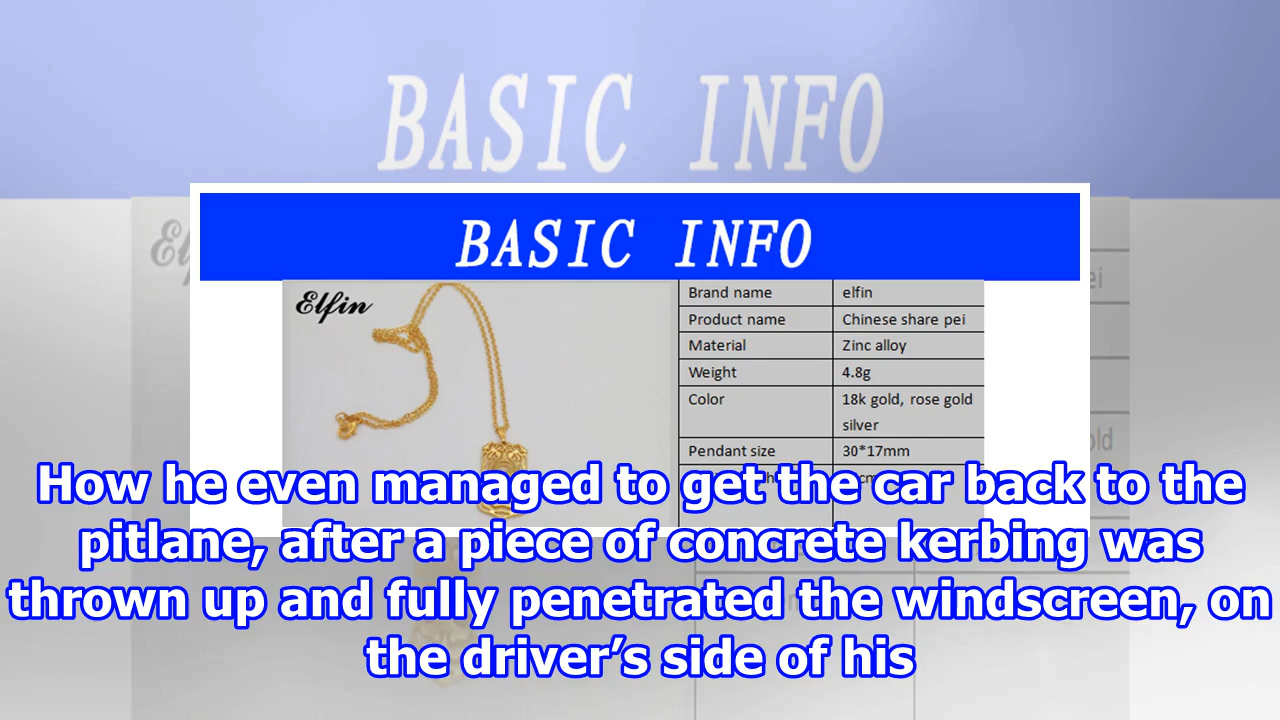 BASIC INFO
BASIC INFO
Elfin
Brand name elfin
Product name Chinese share pei
Material Zinc alloy
Weight 4.8g
Color 18k gold, rose gold
silver
Pendant size 30*17mm
How he even managed to get the car back to the
pitlane, after a piece of concrete kerbing was
thrown up and fully penetrated the windscreen, on
the driver’s side of his